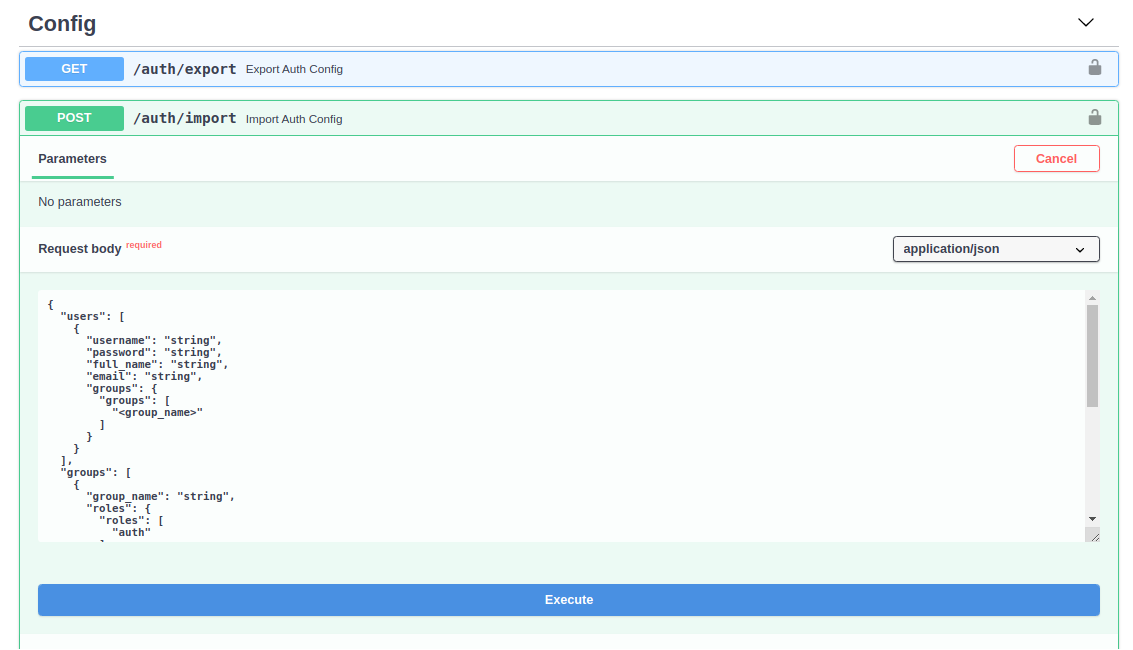 Config
GET /auth/export Export Auth Config
POST /auth/import Import Auth Config
Parameters Cancel
No parameters
Request body required application/json
{
  "users": [
    {
      "username": "string",
      "password": "string",
      "full_name": "string",
      "email": "string",
      "groups": {
        "groups": [
          "<group_name>"
        ]
      }
    }
  ],
  "groups": [
    {
      "group_name": "string",
      "roles": {
        "roles": [
          "auth"
Execute